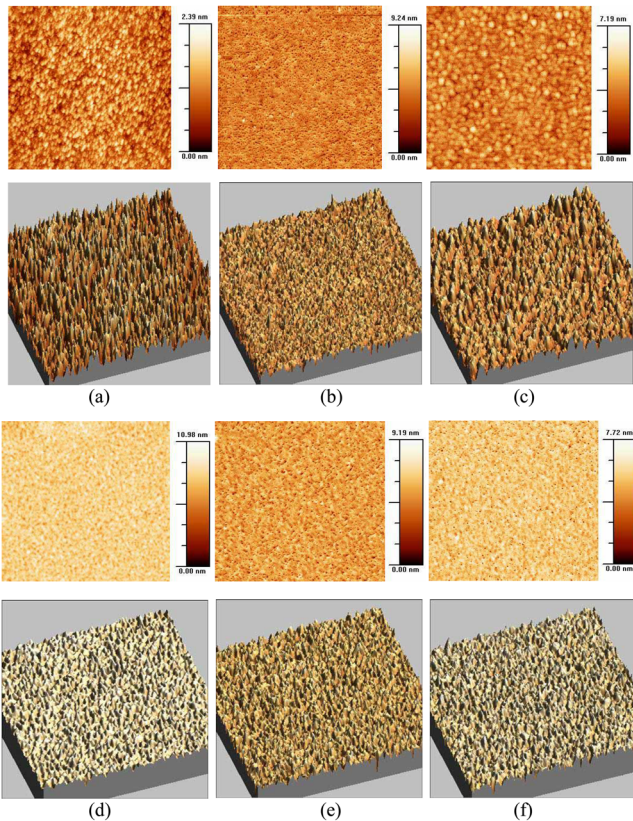 2.39 nm
0.00 nm
9.24 nm
0.00 nm
7.19 nm
0.00 nm
(a)
(b)
(c)
10.98 nm
0.00 nm
9.19 nm
0.00 nm
7.72 nm
0.00 nm
(d)
(e)
(f)